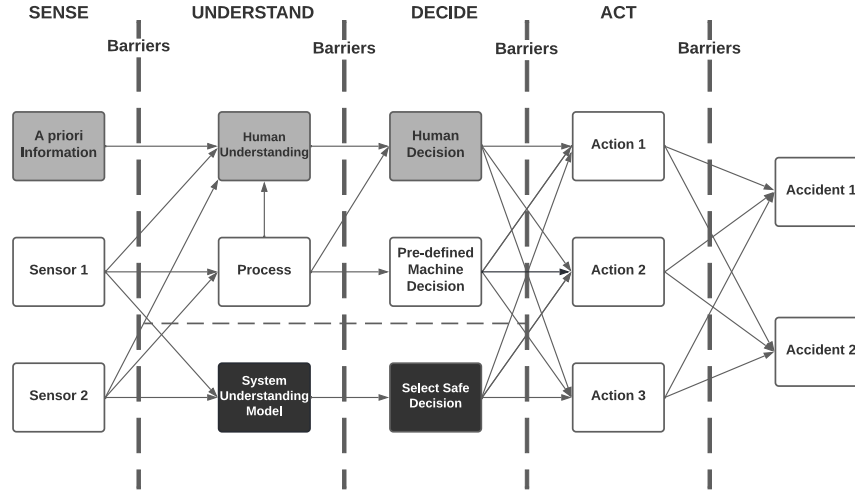 SENSE
UNDERSTAND
DECIDE
ACT
Barriers
Barriers
Barriers
Barriers
A priori
Information
Human
Understanding
Human
Decision
Action 1
Accident 1
Sensor 1
Process
Pre-defined
Machine
Decision
Action 2
Accident 2
Sensor 2
System
Understanding
Model
Select Safe
Decision
Action 3